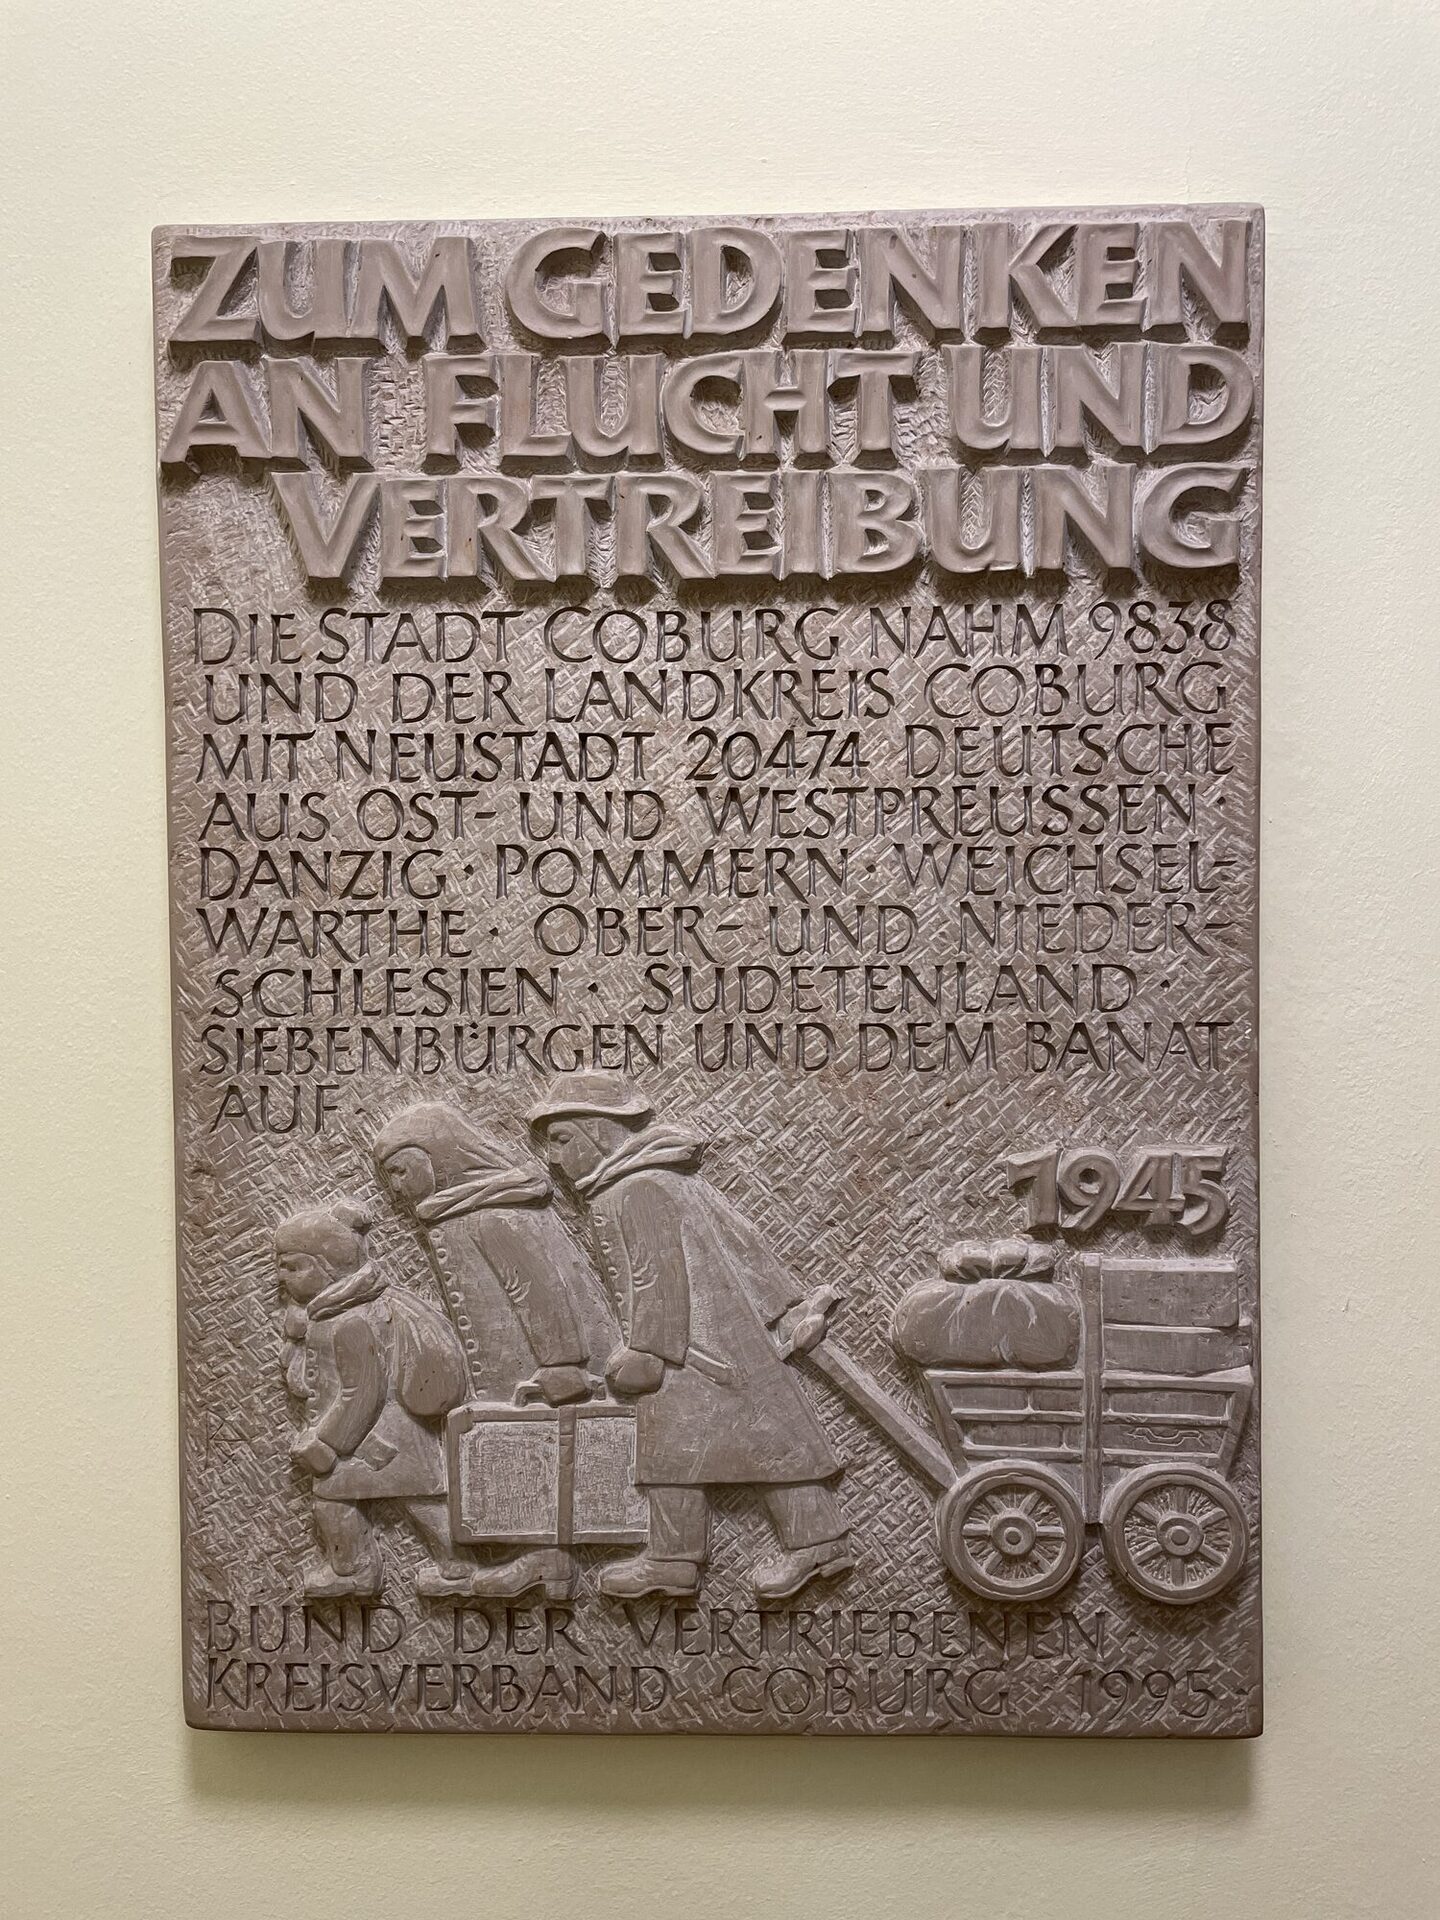 ZUM GEDENKEN
AN FLUCHT UND
VERTREIBUNG
DIE STADT COBURG NAHM 9838
UND DER LANDKREIS COBURG
MIT NEUSTADT 20474 DEUTSCHE
AUS OST- UND WESTPREUSSEN ·
DANZIG · POMMERN · WEICHSEL-
WARTHE · OBER- UND NIEDER-
SCHLESIEN · SUDETENLAND ·
SIEBENBÜRGEN UND DEM BANAT
AUF ·
1945
BUND DER VERTRIEBENEN ·
KREISVERBAND COBURG 1995 ·